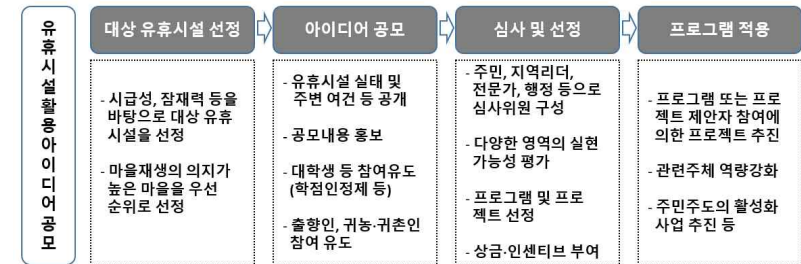 유휴시설활용아이디어공모
대상 유휴시설 선정
- 시급성, 잠재력 등을
바탕으로 대상 유휴
시설을 선정
- 마을재생의 의지가
높은 마을을 우선
순위로 선정
아이디어 공모
- 유휴시설 실태 및
주변 여건 등 공개
- 공모내용 홍보
- 대학생 등 참여유도
(학점인정제 등)
- 출향인, 귀농·귀촌인
참여 유도
심사 및 선정
- 주민, 지역리더,
전문가, 행정 등으로
심사위원 구성
- 다양한 영역의 실현
가능성 평가
- 프로그램 및 프로
젝트 선정
- 상금·인센티브 부여
프로그램 적용
- 프로그램 또는 프로
젝트 제안자 참여에
의한 프로젝트 추진
- 관련주체 역량강화
- 주민주도의 활성화
사업 추진 등